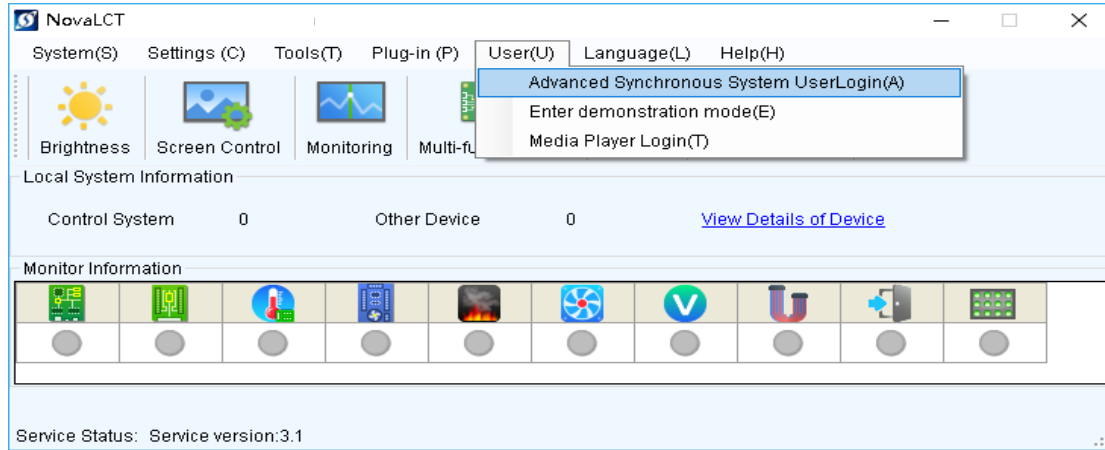 NovaLCT
System(S) Settings (C) Tools(T) Plug-in (P) User(U) Language(L) Help(H)
Advanced Synchronous System UserLogin(A)
Enter demonstration mode(E)
Media Player Login(T)
Brightness Screen Control Monitoring Multi-fu
Local System Information
Control System 0 Other Device 0 View Details of Device
Monitor Information
Service Status: Service version:3.1